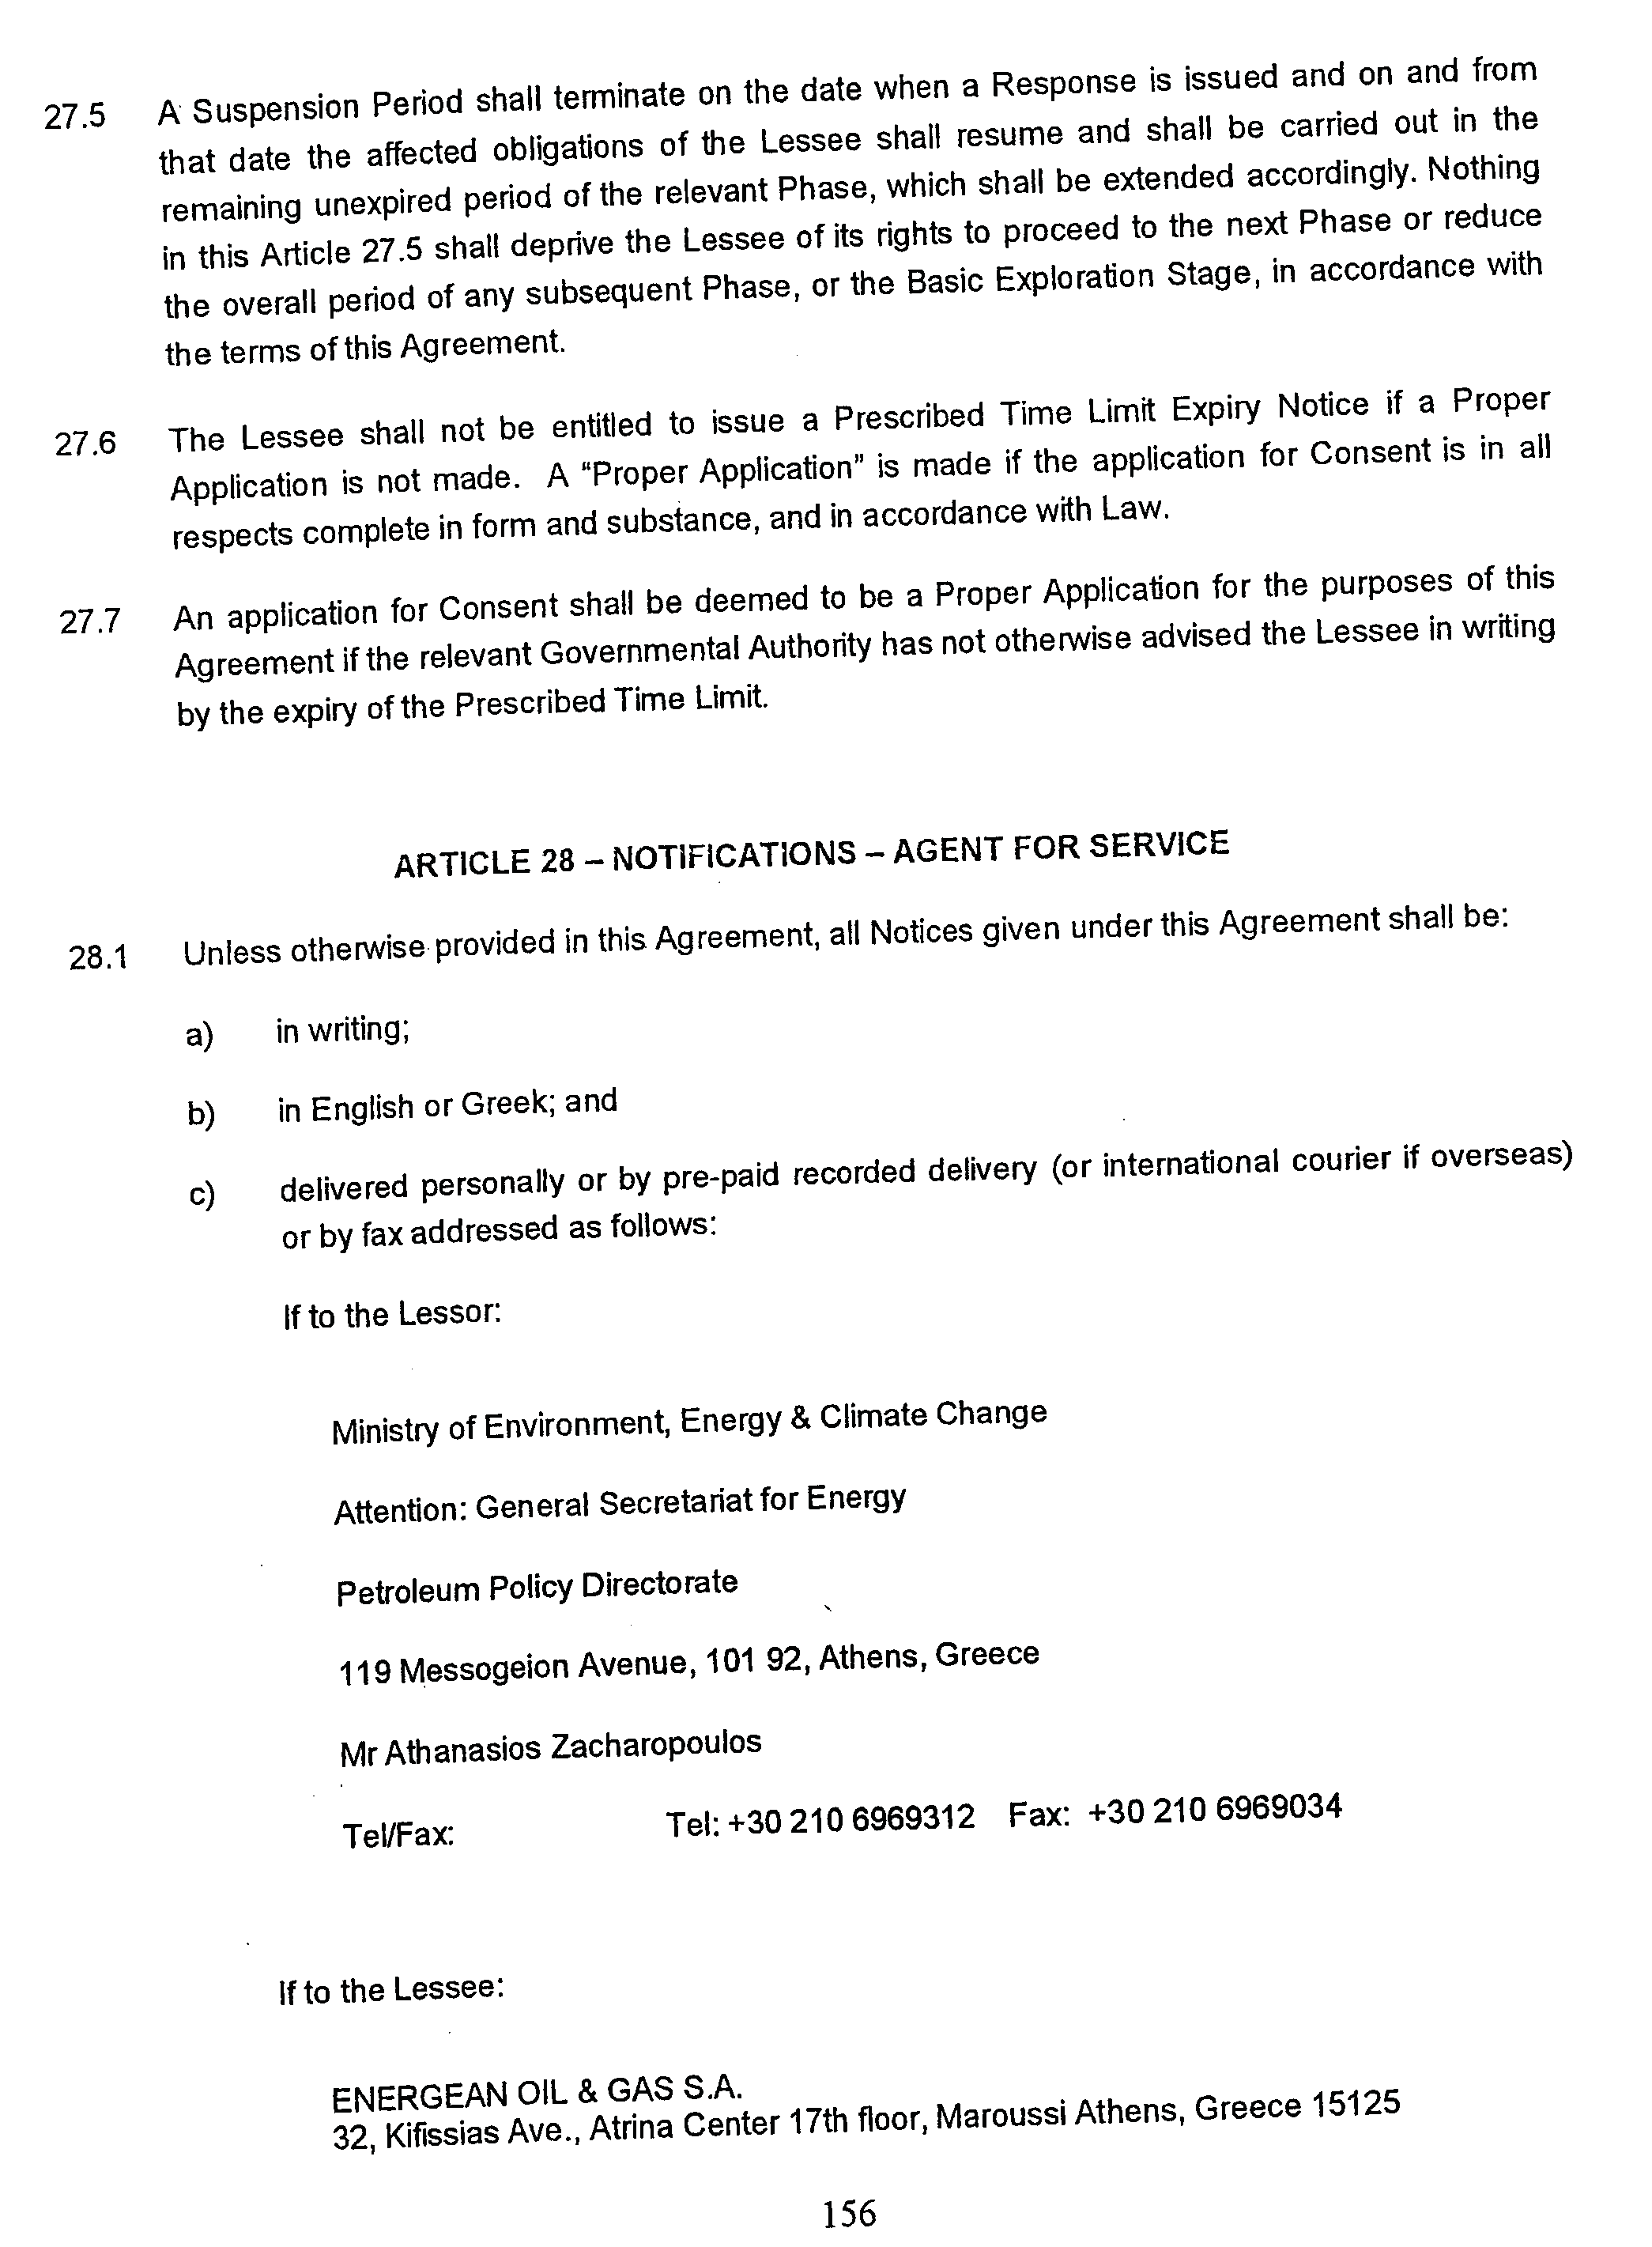 27.5 A Suspension Period shall terminate on the date when a Response is issued and on and from
that date the affected obligations of the Lessee shall resume and shall be carried out in the
remaining unexpired period of the relevant Phase, which shall be extended accordingly. Nothing
in this Article 27.5 shall deprive the Lessee of its rights to proceed to the next Phase or reduce
the overall period of any subsequent Phase, or the Basic Exploration Stage, in accordance with
the terms of this Agreement.
27.6 The Lessee shall not be entitled to issue a Prescribed Time Limit Expiry Notice if a Proper
Application is not made. A “Proper Application” is made if the application for Consent is in all
respects complete in form and substance, and in accordance with Law.
27.7 An application for Consent shall be deemed to be a Proper Application for the purposes of this
Agreement if the relevant Governmental Authority has not otherwise advised the Lessee in writing
by the expiry of the Prescribed Time Limit.
ARTICLE 28 – NOTIFICATIONS – AGENT FOR SERVICE
28.1 Unless otherwise provided in this Agreement, all Notices given under this Agreement shall be:
a) in writing;
b) in English or Greek; and
c) delivered personally or by pre-paid recorded delivery (or international courier if overseas)
or by fax addressed as follows:
If to the Lessor:
Ministry of Environment, Energy & Climate Change
Attention: General Secretariat for Energy
Petroleum Policy Directorate
119 Messogeion Avenue, 101 92, Athens, Greece
Mr Athanasios Zacharopoulos
Tel/Fax: Tel: +30 210 6969312 Fax: +30 210 6969034
If to the Lessee:
ENERGEAN OIL & GAS S.A.
32, Kifissias Ave., Atrina Center 17th floor, Maroussi Athens, Greece 15125
156